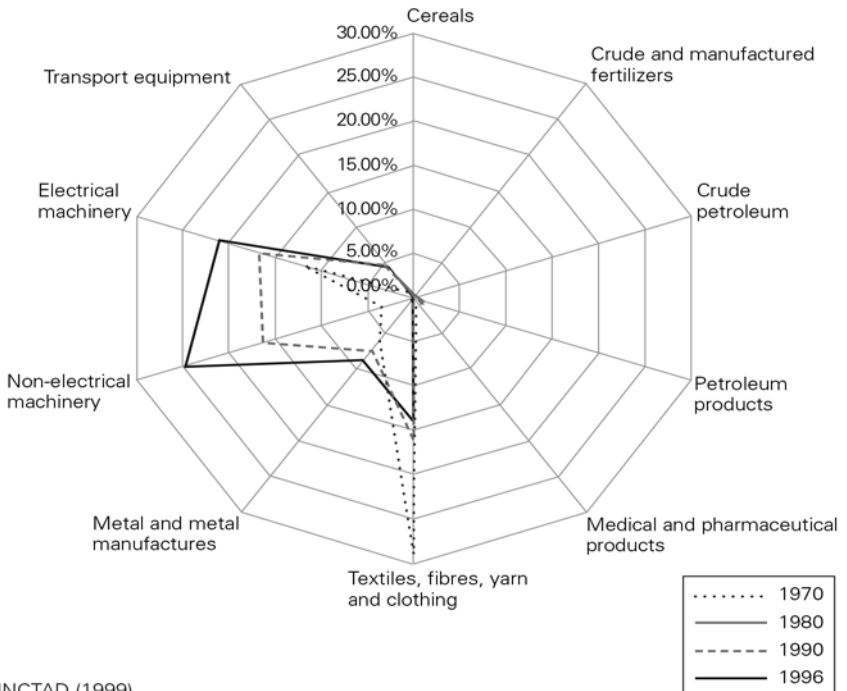 Cereals
30.00%
25.00%
20.00%
15.00%
10.00%
5.00%
0.00%
Crude and manufactured
fertilizers
Crude
petroleum
Petroleum
products
Medical and pharmaceutical
products
Textiles, fibres, yarn
and clothing
Metal and metal
manufactures
Non-electrical
machinery
Electrical
machinery
Transport equipment
1970
1980
1990
1996
(1999)